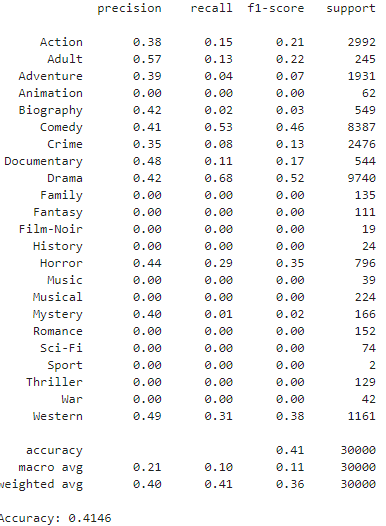 precision recall f1-score support
Action 0.38 0.15 0.21 2992
Adult 0.57 0.13 0.22 245
Adventure 0.39 0.04 0.07 1931
Animation 0.00 0.00 0.00 62
Biography 0.42 0.02 0.03 549
Comedy 0.41 0.53 0.46 8387
Crime 0.35 0.08 0.13 2476
Documentary 0.48 0.11 0.17 544
Drama 0.42 0.68 0.52 9740
Family 0.00 0.00 0.00 135
Fantasy 0.00 0.00 0.00 111
Film-Noir 0.00 0.00 0.00 19
History 0.00 0.00 0.00 24
Horror 0.44 0.29 0.35 796
Music 0.00 0.00 0.00 39
Musical 0.00 0.00 0.00 224
Mystery 0.40 0.01 0.02 166
Romance 0.00 0.00 0.00 152
Sci-Fi 0.00 0.00 0.00 74
Sport 0.00 0.00 0.00 2
Thriller 0.00 0.00 0.00 129
War 0.00 0.00 0.00 42
Western 0.49 0.31 0.38 1161
accuracy 0.41 30000
macro avg 0.21 0.10 0.11 30000
weighted avg 0.40 0.41 0.36 30000
Accuracy: 0.4146